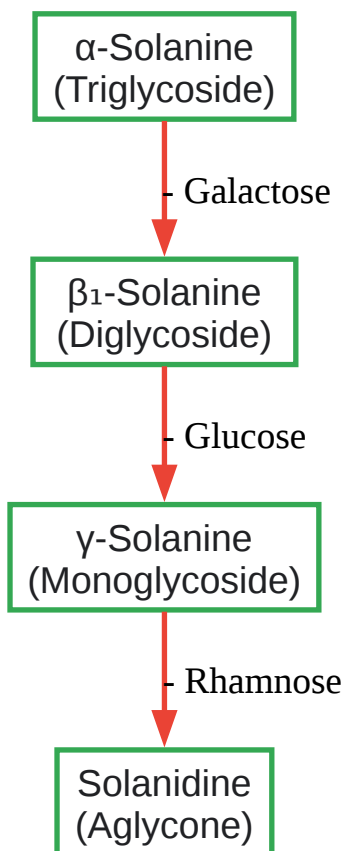 α-Solanine
(Triglycoside)
- Galactose
β₁-Solanine
(Diglycoside)
- Glucose
γ-Solanine
(Monoglycoside)
- Rhamnose
Solanidine
(Aglycone)